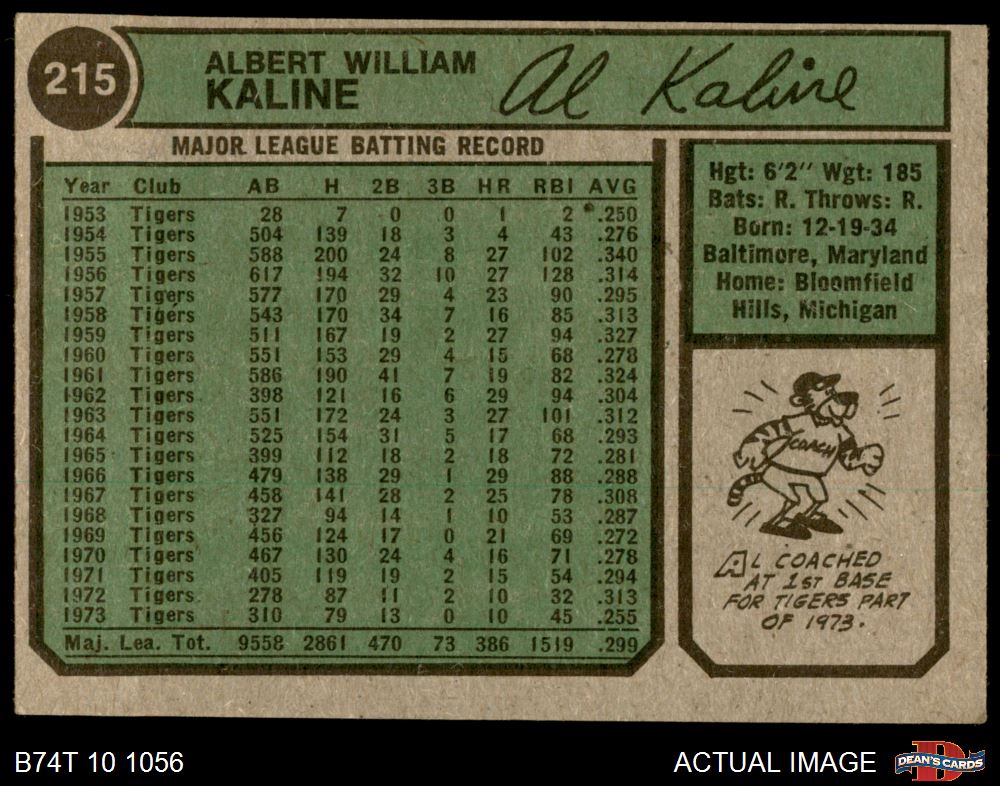 215
ALBERT WILLIAM
KALINE
Al Kaline
MAJOR LEAGUE BATTING RECORD
Year Club AB H 2B 3B HR RBI AVG
1953 Tigers 28 7 0 0 1 2 .250
1954 Tigers 504 139 18 3 4 43 .276
1955 Tigers 588 200 24 8 27 102 .340
1956 Tigers 617 194 32 10 27 128 .314
1957 Tigers 577 170 29 4 23 90 .295
1958 Tigers 543 170 34 7 16 85 .313
1959 Tigers 511 167 19 2 27 94 .327
1960 Tigers 551 153 29 4 15 68 .278
1961 Tigers 586 190 41 7 19 82 .324
1962 Tigers 398 121 16 6 29 94 .304
1963 Tigers 551 172 24 3 27 101 .312
1964 Tigers 525 154 31 5 17 68 .293
1965 Tigers 399 112 18 2 18 72 .281
1966 Tigers 479 138 29 1 29 88 .288
1967 Tigers 458 141 28 2 25 78 .308
1968 Tigers 327 94 14 1 10 53 .287
1969 Tigers 456 124 17 0 21 69 .272
1970 Tigers 467 130 24 4 16 71 .278
1971 Tigers 405 119 19 2 15 54 .294
1972 Tigers 278 87 11 2 10 32 .313
1973 Tigers 310 79 13 0 10 45 .255
Maj. Lea. Tot. 9558 2861 470 73 386 1519 .299
Hgt: 6'2" Wgt: 185
Bats: R. Throws: R.
Born: 12-19-34
Baltimore, Maryland
Home: Bloomfield
Hills, Michigan
COACH
AL COACHED
AT 1ST BASE
FOR TIGERS PART
OF 1973.
B74T 10 1056
ACTUAL IMAGE
D
DEAN'S CARDS